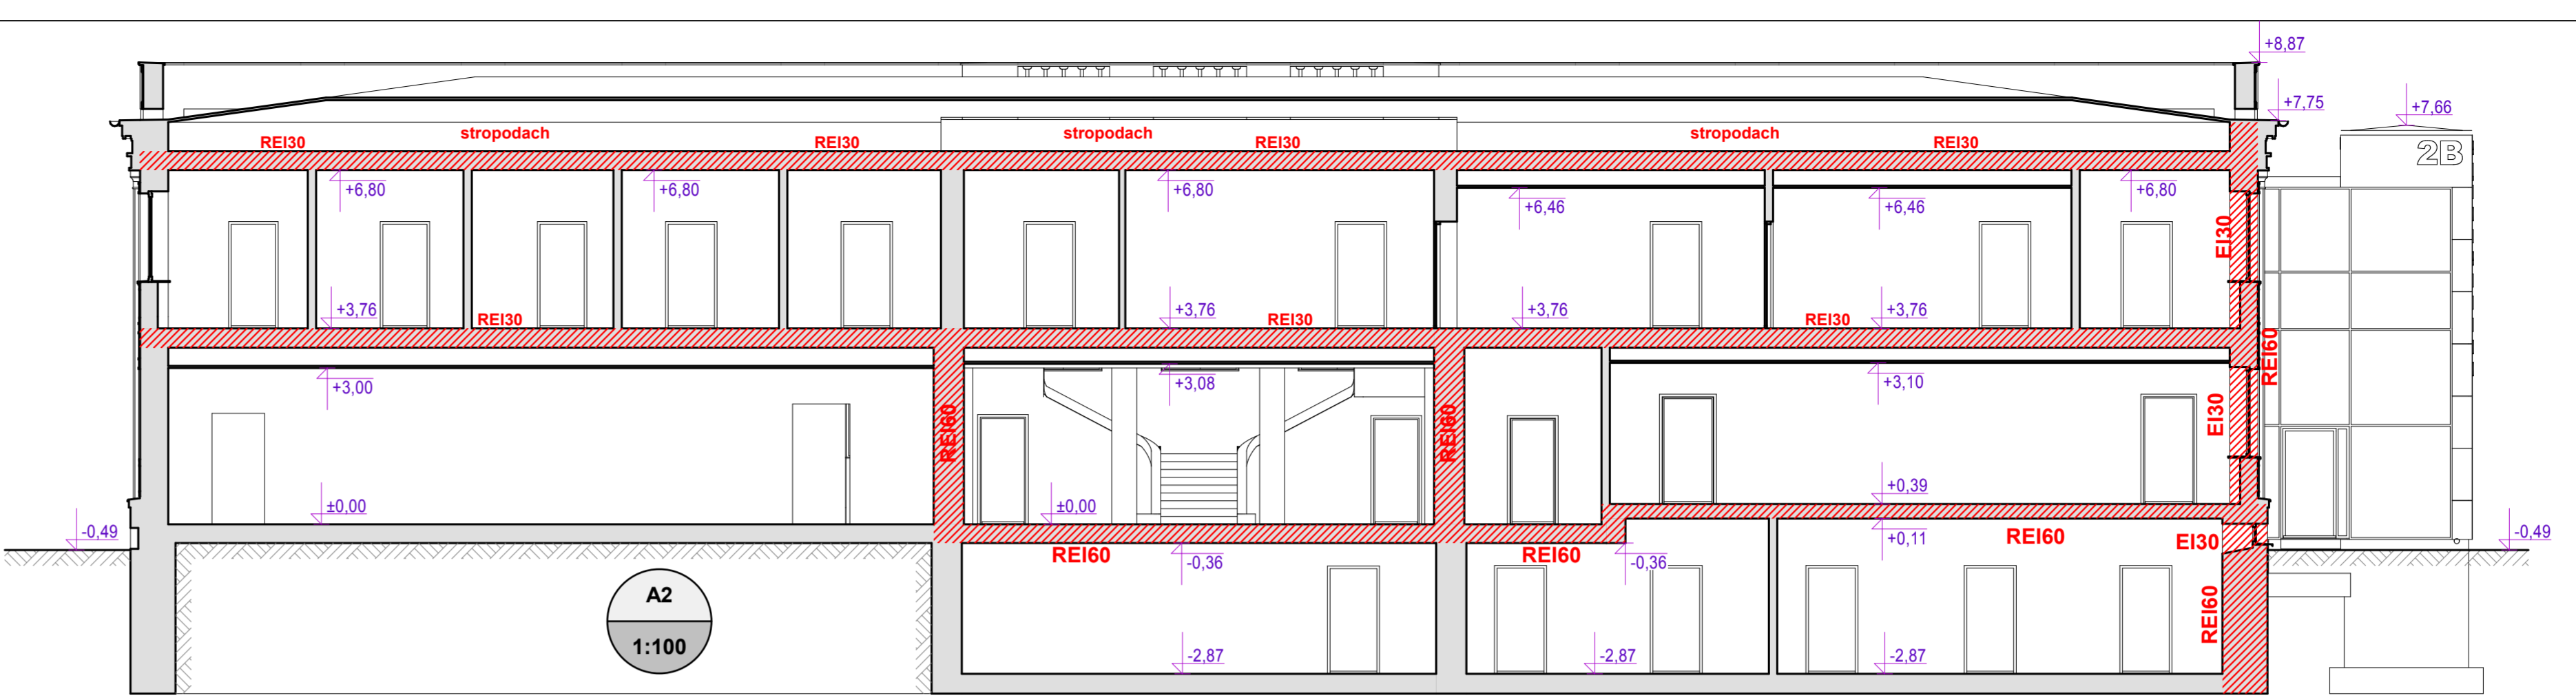 +8,87
+7,75
+7,66
stropodach
stropodach
stropodach
REI30
REI30
REI30
REI30
2B
+6,80
+6,80
+6,80
+6,80
+6,46
+6,46
EI30
+3,76
+3,76
+3,76
+3,76
REI30
REI30
REI30
REI60
+3,00
+3,08
+3,10
REI60
REI60
EI30
+0,39
±0,00
±0,00
-0,49
-0,49
REI60
REI60
REI60
EI30
-0,36
-0,36
+0,11
A2
1:100
REI60
-2,87
-2,87
-2,87